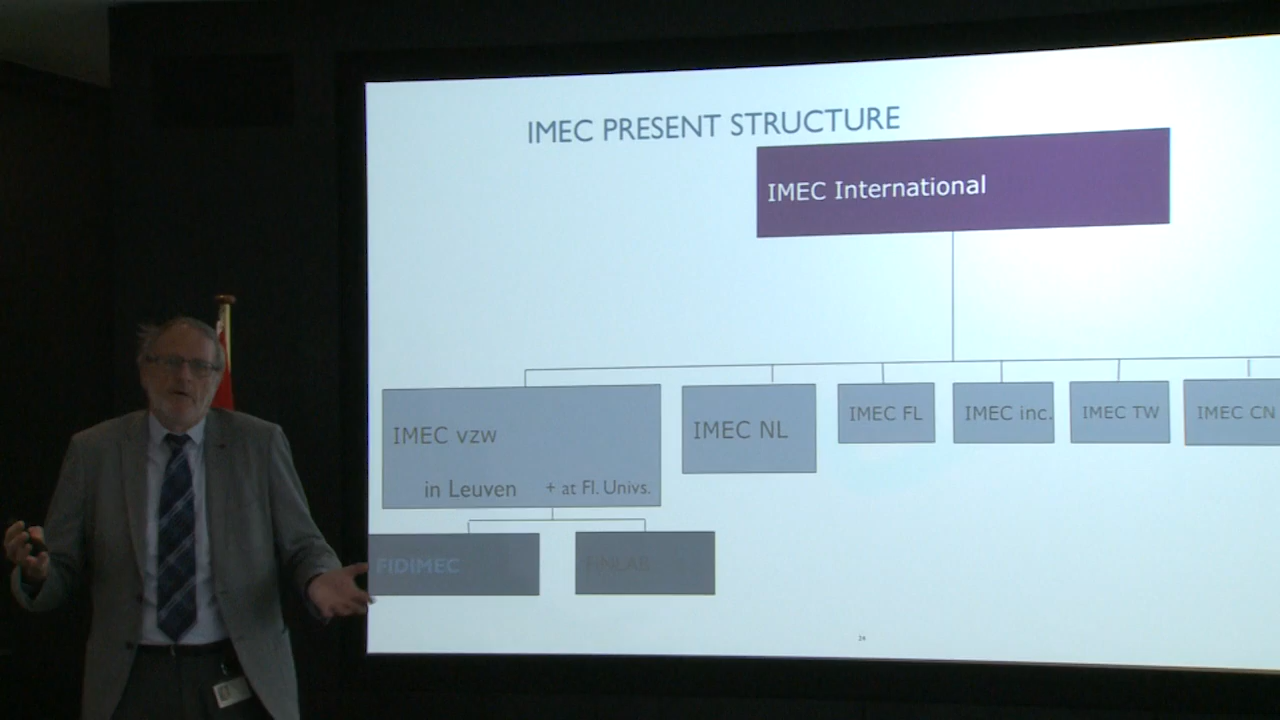 IMEC PRESENT STRUCTURE
IMEC International
IMEC vzw
in Leuven + at Fl. Univs.
IMEC NL
IMEC FL
IMEC inc.
IMEC TW
IMEC CN
FIDIMEC
24